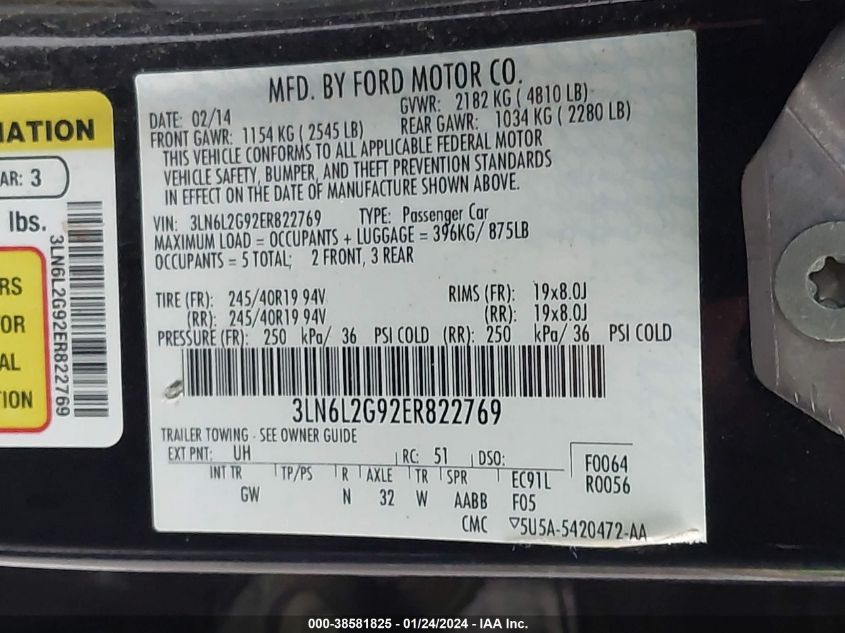 MFD. BY FORD MOTOR CO.
DATE: 02/14
GVWR: 2182 KG ( 4810 LB)
FRONT GAWR: 1154 KG ( 2545 LB)
REAR GAWR: 1034 KG ( 2280 LB)
THIS VEHICLE CONFORMS TO ALL APPLICABLE FEDERAL MOTOR
VEHICLE SAFETY, BUMPER, AND THEFT PREVENTION STANDARDS
IN EFFECT ON THE DATE OF MANUFACTURE SHOWN ABOVE.
VIN: 3LN6L2G92ER822769 TYPE: Passenger Car
MAXIMUM LOAD = OCCUPANTS + LUGGAGE = 396KG/ 875LB
OCCUPANTS = 5 TOTAL; 2 FRONT, 3 REAR
TIRE (FR): 245/40R19 94V RIMS (FR): 19x8.0J
(RR): 245/40R19 94V (RR): 19x8.0J
PRESSURE (FR): 250 kPa/ 36 PSI COLD (RR): 250 kPa/ 36 PSI COLD
3LN6L2G92ER822769
TRAILER TOWING - SEE OWNER GUIDE
EXT PNT: UH RC: 51 DSO:
INT TR TP/PS R AXLE TR SPR EC91L
GW N 32 W AABB F05
F0064
R0056
CMC ▽5U5A-5420472-AA
MATION
AR: 3
lbs.
3LN6L2G92ER822769
RS
OR
AL
TION
000-38581825 / 01/24/2024 - IAA Inc.